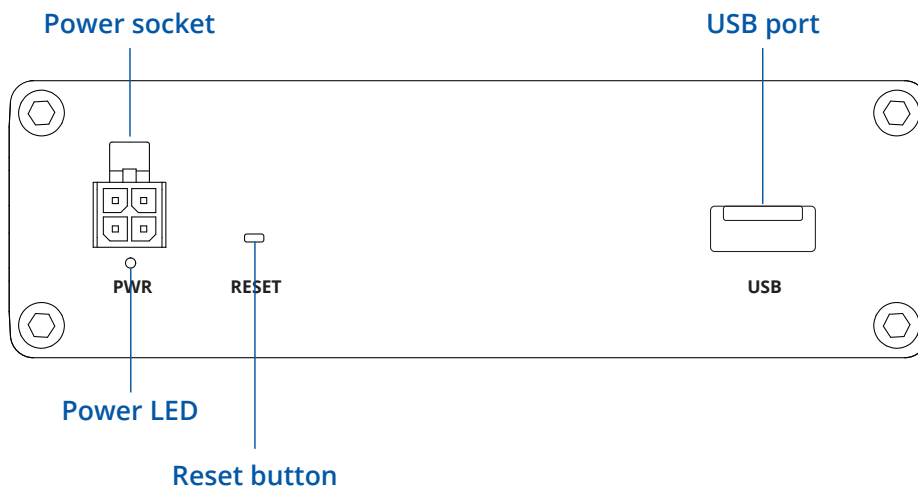 Power socket
USB port
PWR
RESET
USB
Power LED
Reset button